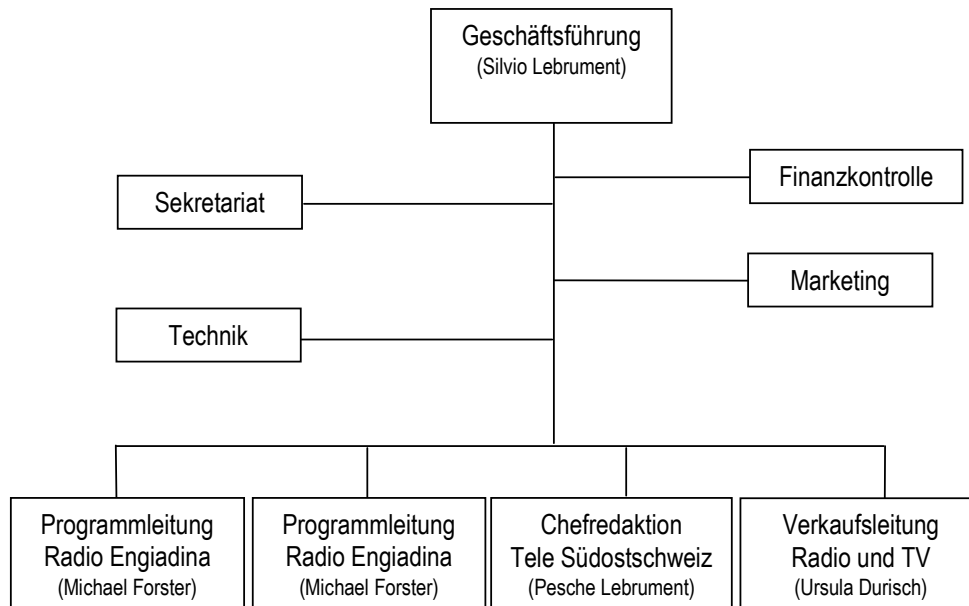 Geschäftsführung
(Silvio Lebrument)
Finanzkontrolle
Sekretariat
Marketing
Technik
Programmleitung
Radio Engiadina
(Michael Forster)
Programmleitung
Radio Engiadina
(Michael Forster)
Chefredaktion
Tele Südostschweiz
(Pesche Lebrument)
Verkaufsleitung
Radio und TV
(Ursula Durisch)